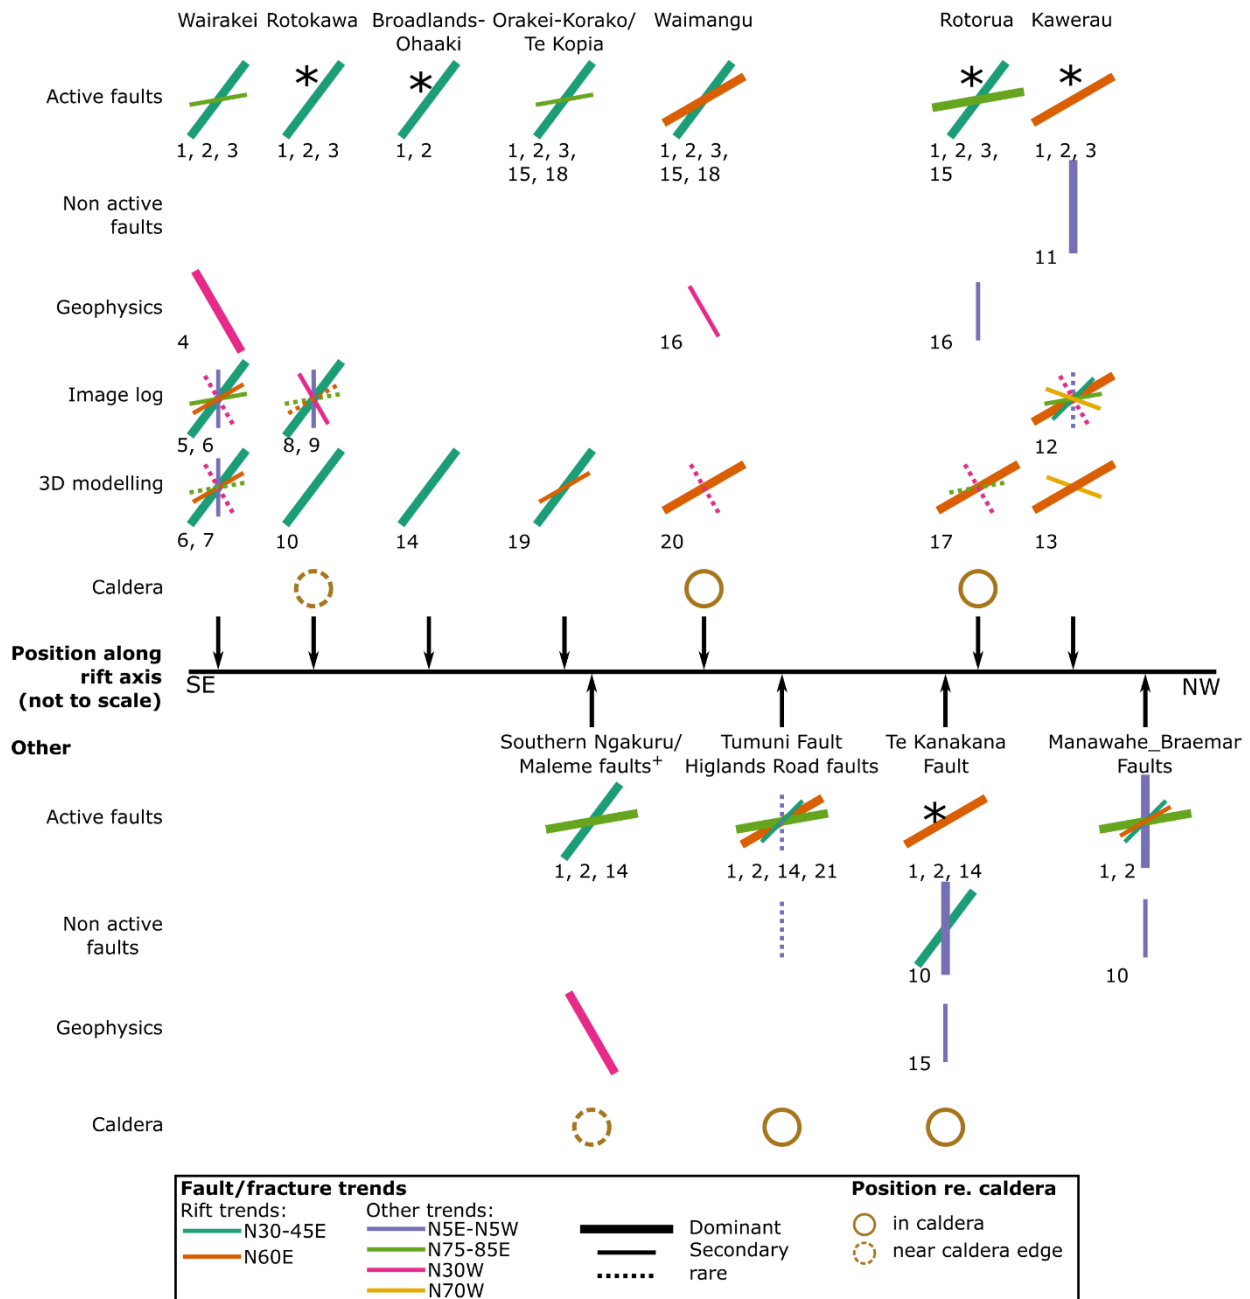 Wairakei Rotokawa Broadlands- Orakei-Korako/ Waimangu Rotorua Kawerau
Ohaaki Te Kopia
Active faults * * * *
1, 2, 3 1, 2, 3 1, 2 1, 2, 3, 1, 2, 3, 1, 2, 3, 1, 2, 3
15, 18 15, 18 15
Non active
faults
11
Geophysics
4 16 16
Image log
5, 6 8, 9 12
3D modelling
6, 7 10 14 19 20 17 13
Caldera
Position along
rift axis
(not to scale)
SE NW
Other
Southern Ngakuru/ Tumuni Fault Te Kanakana Manawahe_Braemar
Maleme faults+ Higlands Road faults Fault Faults
Active faults *
1, 2, 14 1, 2, 14, 21 1, 2, 14 1, 2
Non active
faults
10 10
Geophysics
15
Caldera
Fault/fracture trends Position re. caldera
Rift trends: Other trends:
N30-45E N5E-N5W Dominant in caldera
N60E N75-85E Secondary near caldera edge
N30W rare
N70W